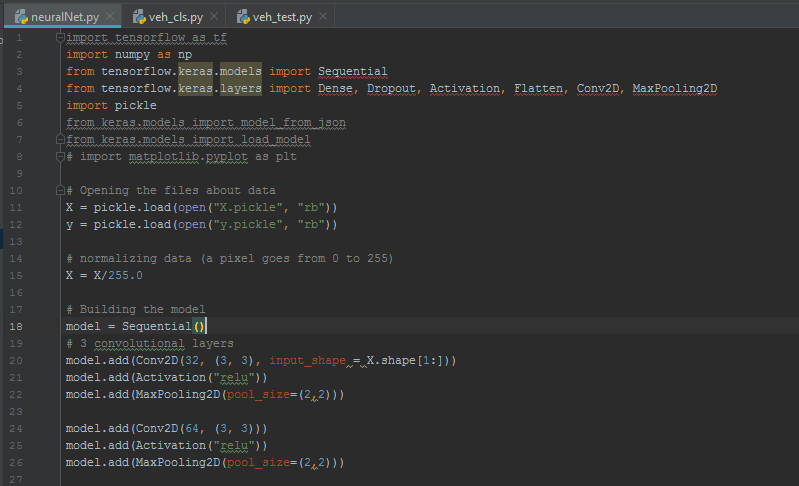 neuralNet.py veh_cls.py veh_test.py
1 import tensorflow as tf
2 import numpy as np
3 from tensorflow.keras.models import Sequential
4 from tensorflow.keras.layers import Dense, Dropout, Activation, Flatten, Conv2D, MaxPooling2D
5 import pickle
6 from keras.models import model_from_json
7 from keras.models import load_model
8 # import matplotlib.pyplot as plt
9
10 # Opening the files about data
11 X = pickle.load(open("X.pickle", "rb"))
12 y = pickle.load(open("y.pickle", "rb"))
13
14 # normalizing data (a pixel goes from 0 to 255)
15 X = X/255.0
16
17 # Building the model
18 model = Sequential()
19 # 3 convolutional layers
20 model.add(Conv2D(32, (3, 3), input_shape = X.shape[1:]))
21 model.add(Activation("relu"))
22 model.add(MaxPooling2D(pool_size=(2,2)))
23
24 model.add(Conv2D(64, (3, 3)))
25 model.add(Activation("relu"))
26 model.add(MaxPooling2D(pool_size=(2,2)))
27